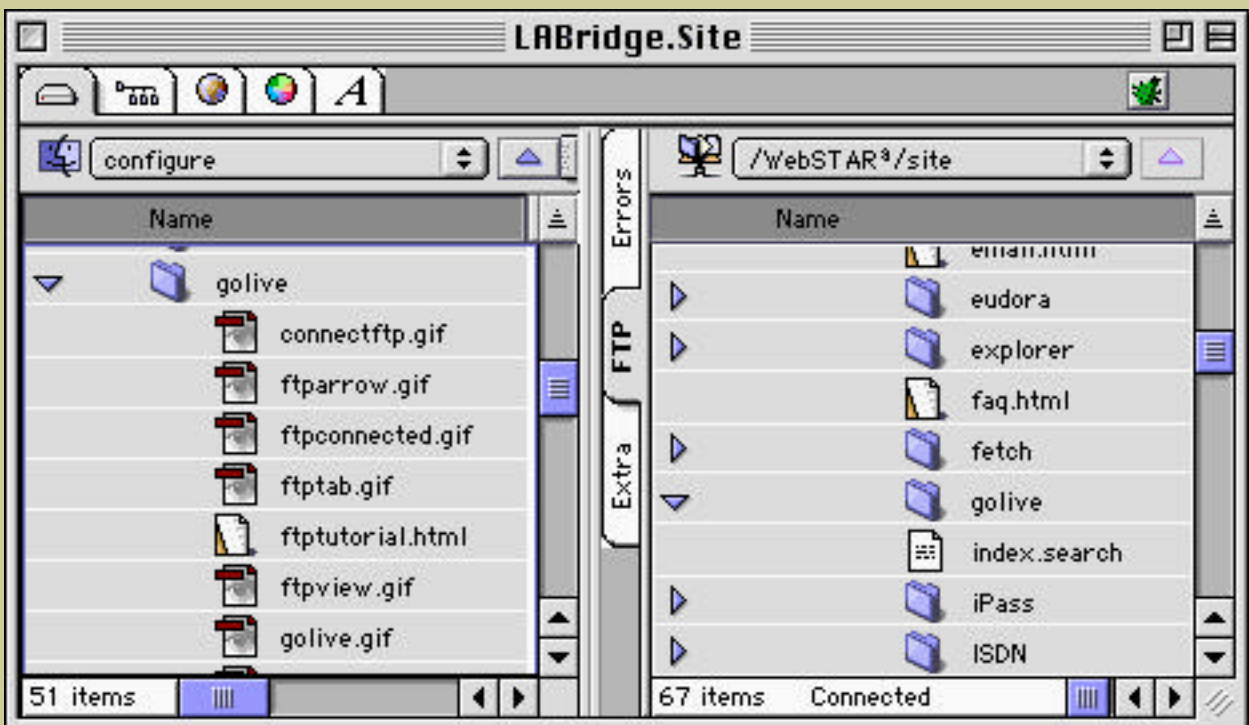 LABridge.Site
A
configure
Name
golive
connectftp.gif
ftparrow.gif
ftpconnected.gif
ftptab.gif
ftptutorial.html
ftpview.gif
golive.gif
51 items
Errors
FTP
Extra
/WebSTAR³/site
Name
email.html
eudora
explorer
faq.html
fetch
golive
index.search
iPass
ISDN
67 items Connected